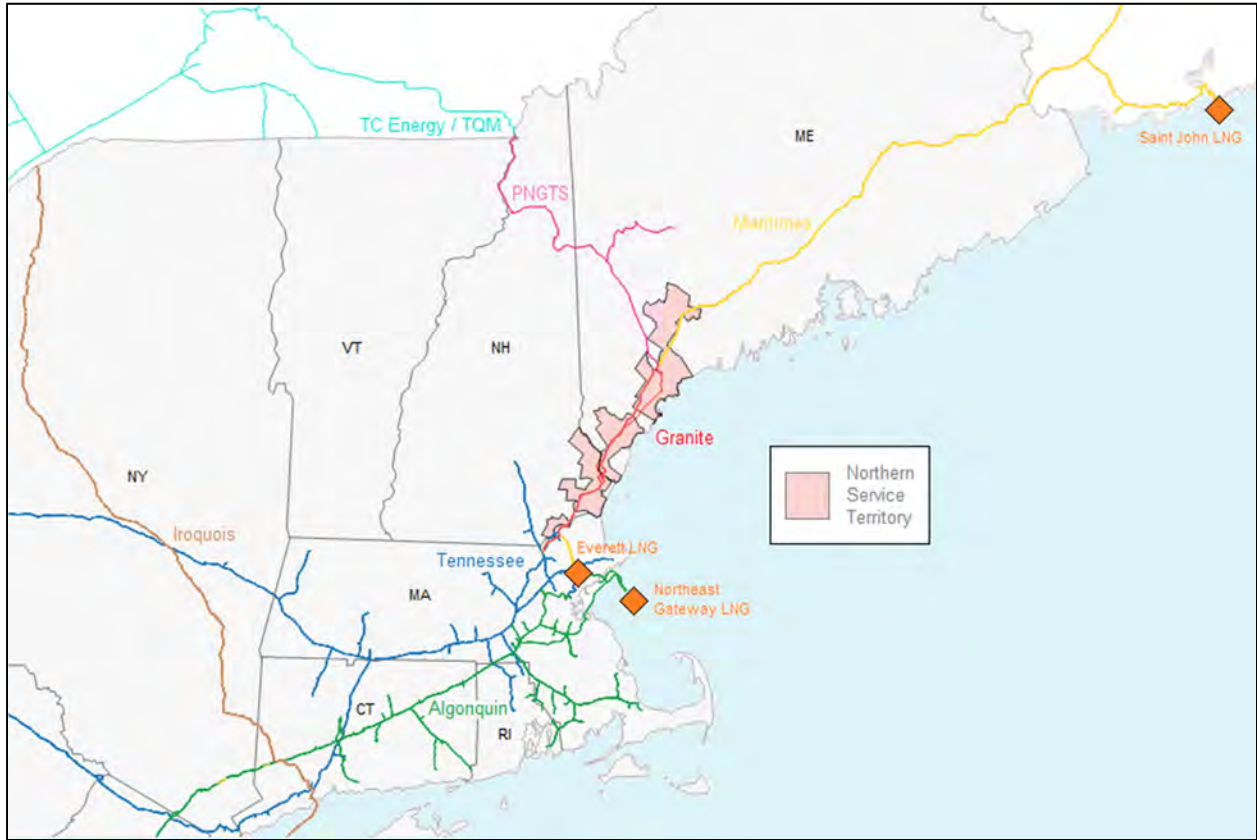 TC Energy / TQM
ME
Saint John LNG
PNGTS
Maritimes
VT
NH
Granite
NY
Northern
Service
Territory
Iroquois
Everett LNG
Tennessee
MA
Northeast
Gateway LNG
CT
Algonquin
RI